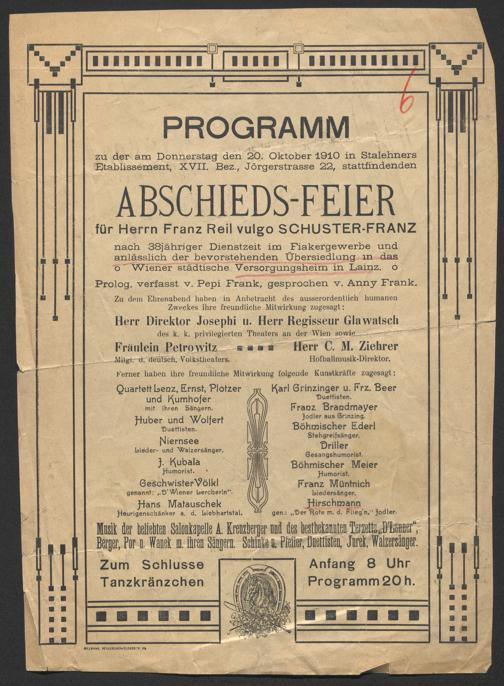 6
PROGRAMM
zu der am Donnerstag den 20. Oktober 1910 in Stalehners
Etablissement, XVII. Bez., Jörgerstrasse 22, stattfindenden
ABSCHIEDS-FEIER
für Herrn Franz Reil vulgo SCHUSTER-FRANZ
nach 38jähriger Dienstzeit im Fiakergewerbe und
anlässlich der bevorstehenden Übersiedlung in das
o Wiener städtische Versorgungsheim in Lainz. o
Prolog, verfasst v. Pepi Frank, gesprochen v. Anny Frank.
Zu dem Ehrenabend haben in Anbetracht des ausserordentlich humanen
Zweckes ihre freundliche Mitwirkung zugesagt:
Herr Direktor Josephi u. Herr Regisseur Glawatsch
des k. k. privilegierten Theaters an der Wien sowie
Fräulein Petrowitz
Mitgl. d. deutsch. Volkstheaters.
Herr C. M. Ziehrer
Hofballmusik-Direktor.
Ferner haben ihre freundliche Mitwirkung folgende Kunstkräfte zugesagt:
Quartett Lenz, Ernst, Plotzer
und Kumhofer
mit ihren Sängern.
Huber und Wolfert
Duettisten.
Niernsee
Lieder- und Walzersänger.
J. Kubala
Humorist.
Geschwister Völkl
genannt: „D'Wiener Lercherln".
Hans Matauschek
Heurigenschänker a. d. Liebhartstal.
Karl Grinzinger u. Frz. Beer
Duettisten.
Franz Brandmayer
Jodler aus Grinzing.
Böhmischer Ederl
Stehgreifsänger.
Driller
Gesangshumorist.
Böhmischer Meier
Humorist.
Franz Müntnich
Liedersänger.
Hirschmann
gen.: „Der Rote m. d. Flieg'n," Jodler.
Musik der beliebten Salonkapelle A. Kreuzberger und des bestbekannten Terzetts
Berger, Por u. Wanek m. ihren Sängern. Schintz u. Pfeifer, Duettisten, Jurek, Walzersänger.
Zum Schlusse
Tanzkränzchen
Anfang 8 Uhr
Programm 20 h.